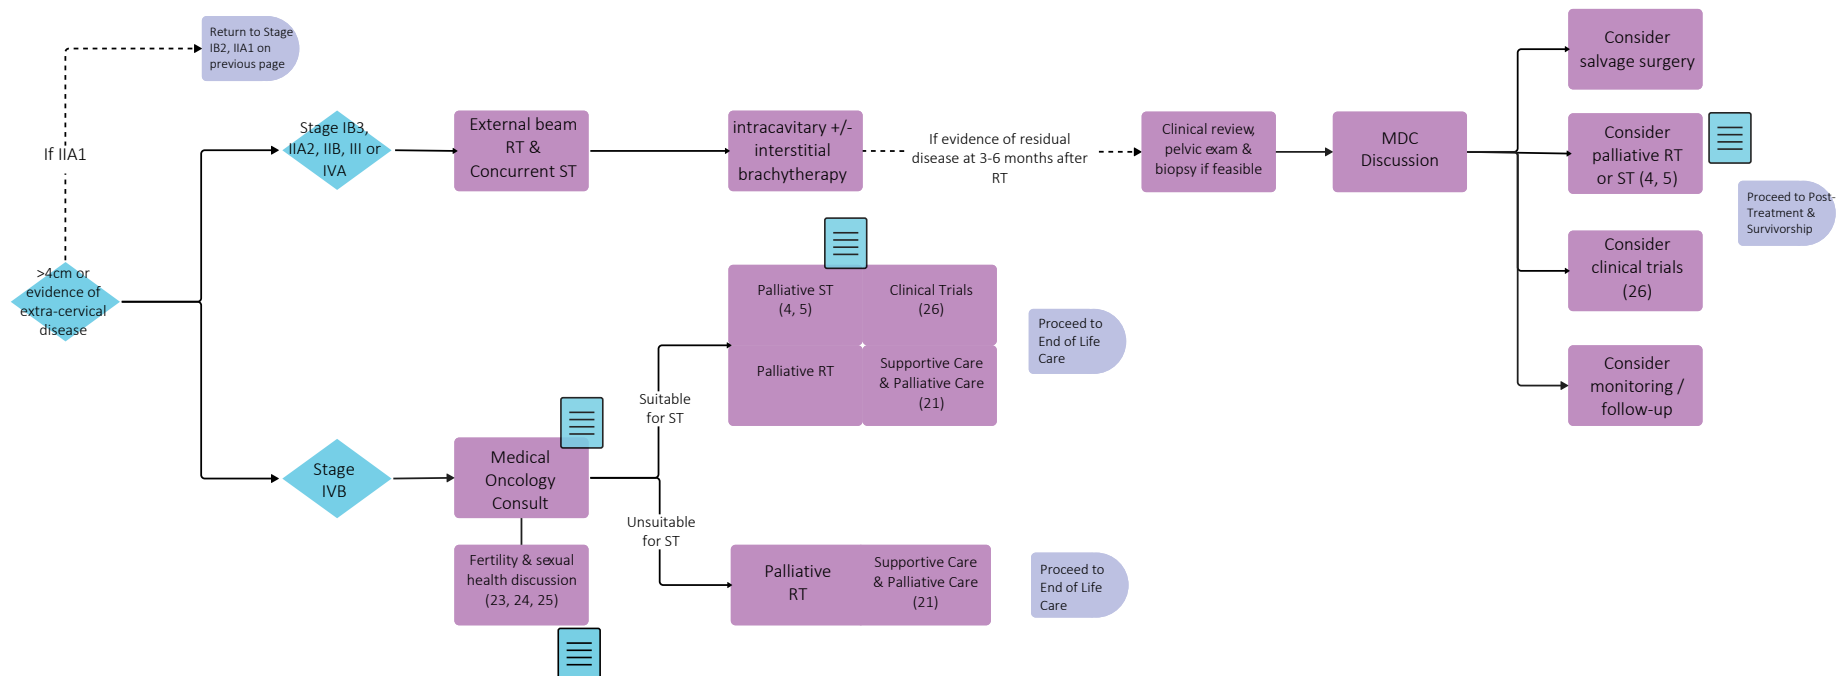 Return to Stage
IB2, IIA1 on
previous page
If IIA1
>4cm or
evidence of
extra-cervical
disease
Stage IB3,
IIA2, IIB, III or
IVA
External beam
RT &
Concurrent ST
intracavitary +/-
interstitial
brachytherapy
If evidence of residual
disease at 3-6 months after
RT
Clinical review,
pelvic exam &
biopsy if feasible
MDC
Discussion
Consider
salvage surgery
Consider
palliative RT
or ST (4, 5)
Proceed to Post-
Treatment &
Survivorship
Consider
clinical trials
(26)
Consider
monitoring /
follow-up
Stage
IVB
Medical
Oncology
Consult
Fertility & sexual
health discussion
(23, 24, 25)
Suitable
for ST
Palliative ST
(4, 5)
Clinical Trials
(26)
Palliative RT
Supportive Care
& Palliative Care
(21)
Proceed to
End of Life
Care
Unsuitable
for ST
Palliative
RT
Supportive Care
& Palliative Care
(21)
Proceed to
End of Life
Care